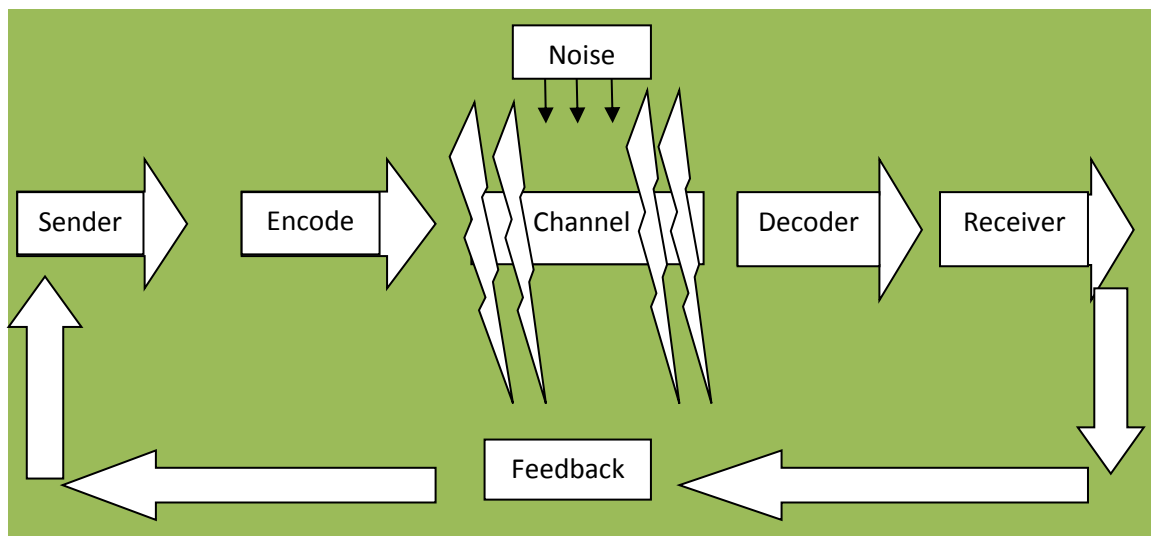 Noise
Sender
Encode
Channel
Decoder
Receiver
Feedback